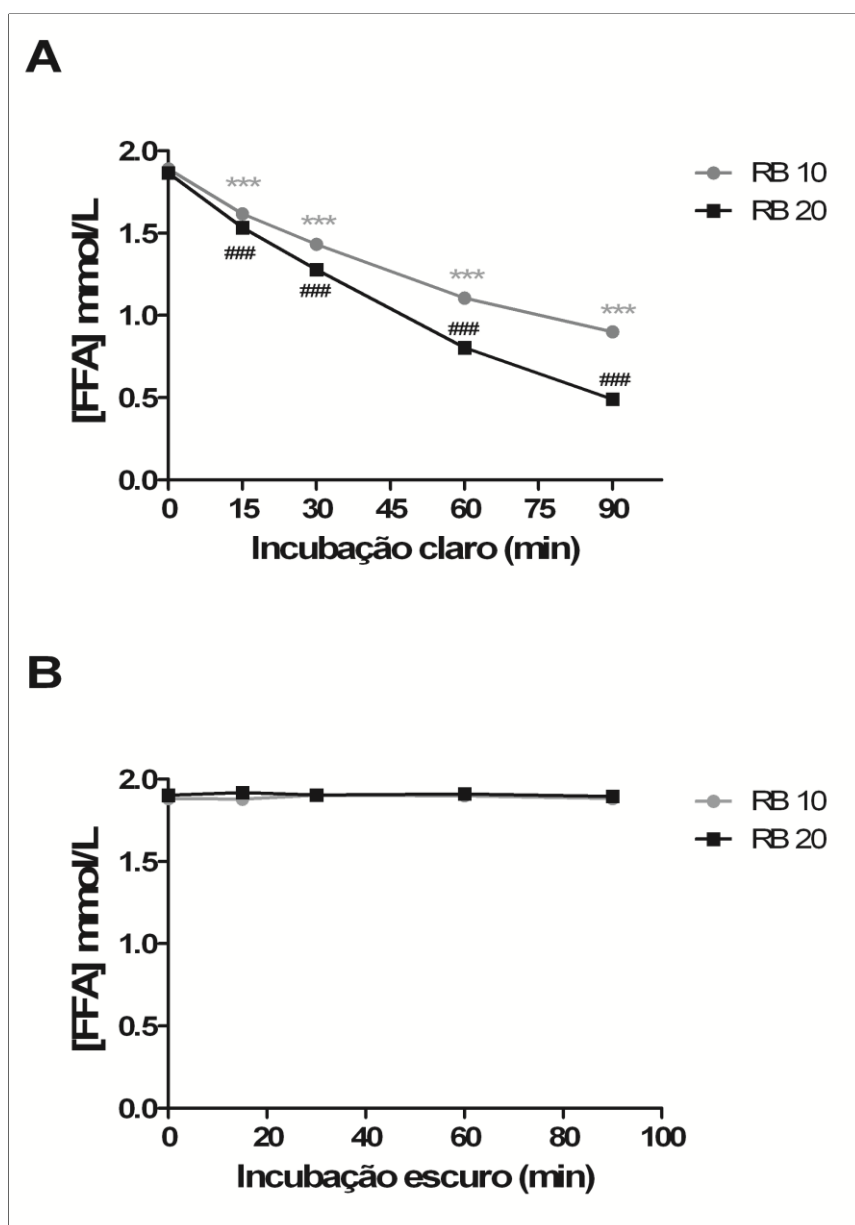 A
2.0
1.5
1.0
0.5
0.0
[FFA] mmol/L
*** *** *** ***
### ### ### ###
RB 10
RB 20
0 15 30 45 60 75 90
Incubação claro (min)
B
2.0
1.5
1.0
0.5
0.0
[FFA] mmol/L
RB 10
RB 20
0 20 40 60 80 100
Incubação escuro (min)